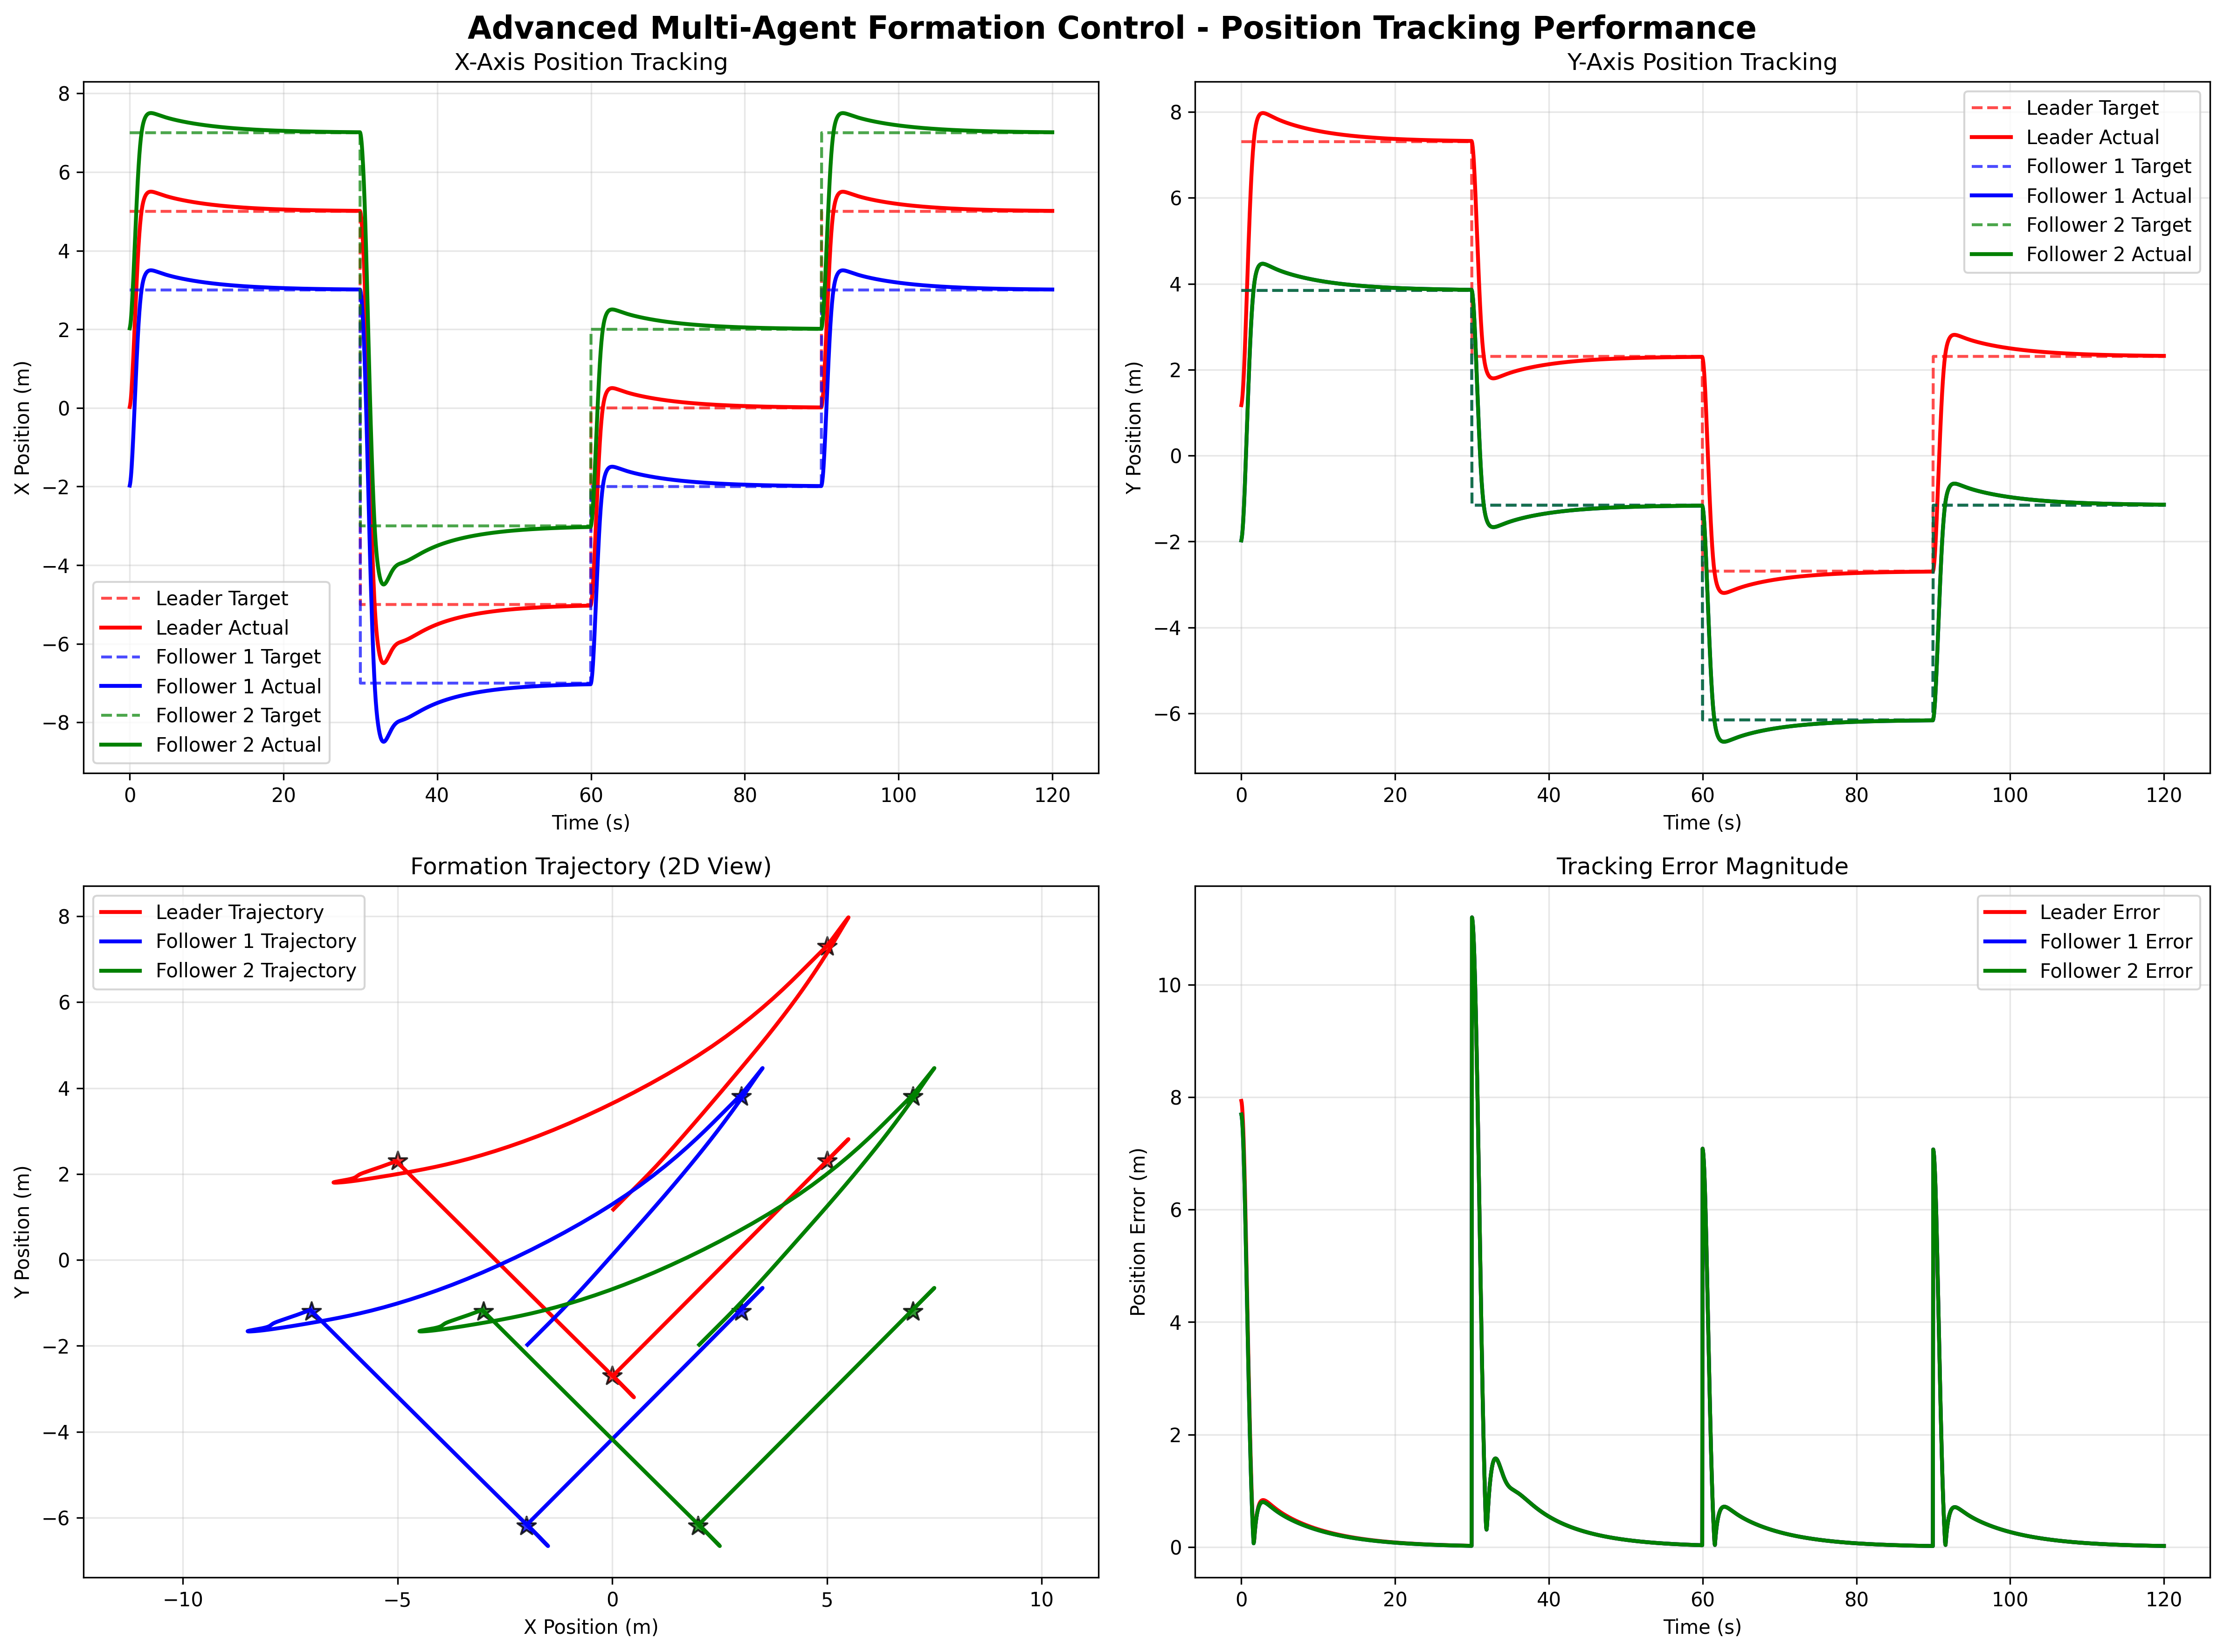 Advanced Multi-Agent Formation Control - Position Tracking Performance
X-Axis Position Tracking
8
6
4
2
0
−2
−4
−6
−8
X Position (m)
Leader Target
Leader Actual
Follower 1 Target
Follower 1 Actual
Follower 2 Target
Follower 2 Actual
0 20 40 60 80 100 120
Time (s)
Y-Axis Position Tracking
8
6
4
2
0
−2
−4
−6
Y Position (m)
Leader Target
Leader Actual
Follower 1 Target
Follower 1 Actual
Follower 2 Target
Follower 2 Actual
0 20 40 60 80 100 120
Time (s)
Formation Trajectory (2D View)
8
6
4
2
0
−2
−4
−6
Y Position (m)
Leader Trajectory
Follower 1 Trajectory
Follower 2 Trajectory
−10 −5 0 5 10
X Position (m)
Tracking Error Magnitude
10
8
6
4
2
0
Position Error (m)
Leader Error
Follower 1 Error
Follower 2 Error
0 20 40 60 80 100 120
Time (s)